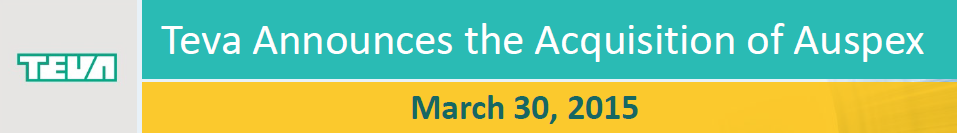 TEVA
Teva Announces the Acquisition of Auspex
March 30, 2015